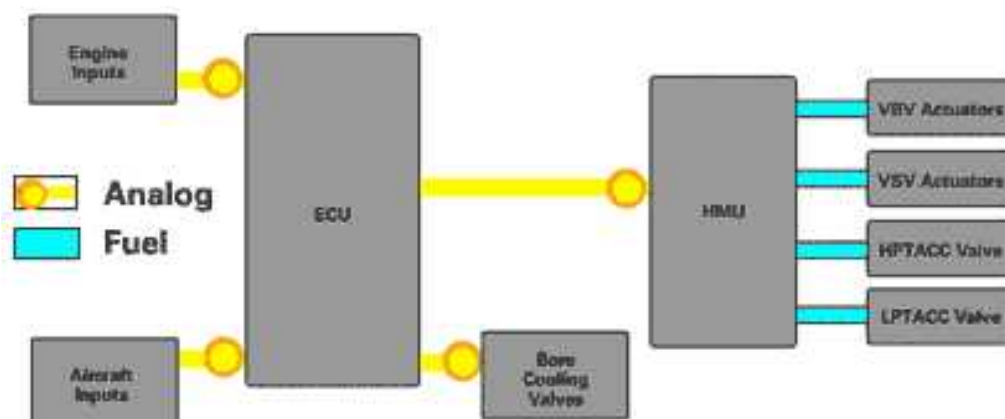 Engine
Inputs
Analog
Fuel
ECU
HMU
VBV Actuators
VSV Actuators
HPTACC Valve
LPTACC Valve
Aircraft
Inputs
Bore
Cooling
Valves